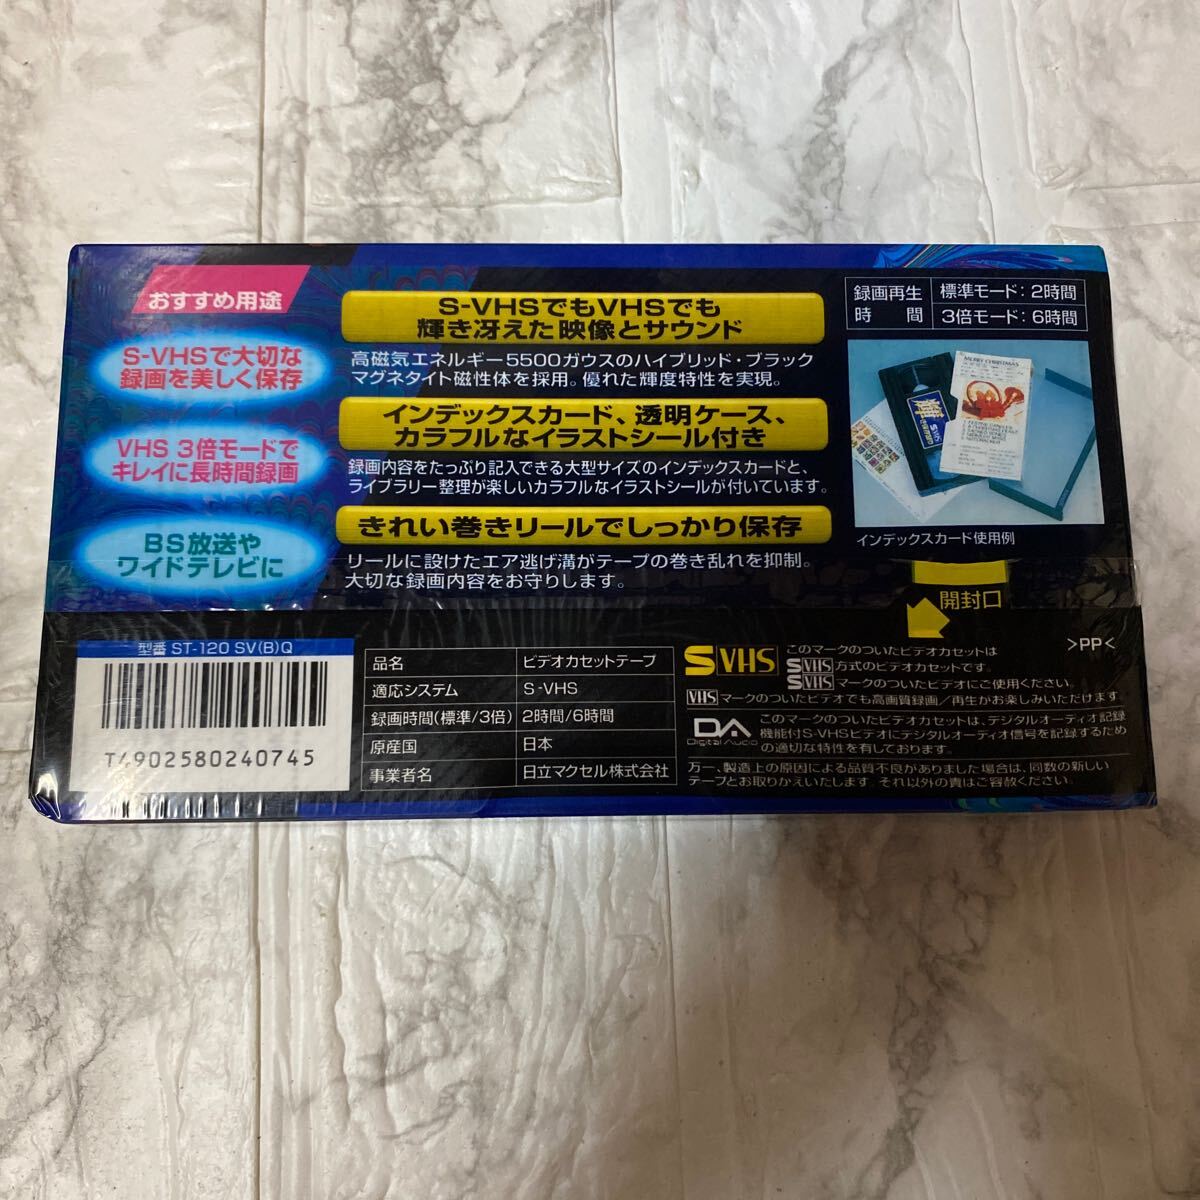 おすすめ用途
S-VHSで大切な
録画を美しく保存
VHS 3倍モードで
キレイに長時間録画
BS放送や
ワイドテレビに
S-VHSでもVHSでも
輝き冴えた映像とサウンド
高磁気エネルギー5500ガウスのハイブリッド・ブラック
マグネタイト磁性体を採用。優れた輝度特性を実現。
インデックスカード、透明ケース、
カラフルなイラストシール付き
録画内容をたっぷり記入できる大型サイズのインデックスカードと、
ライブラリー整理が楽しいカラフルなイラストシールが付いています。
きれい巻きリールでしっかり保存
リールに設けたエア逃げ溝がテープの巻き乱れを抑制。
大切な録画内容をお守りします。
録画再生時間
標準モード:2時間
3倍モード:6時間
MERRY CHRISTMAS
輝
SVHS
インデックスカード使用例
開封口
>PP<
型番 ST-120 SV(B)Q
T4902580240745
品名 ビデオカセットテープ
適応システム S-VHS
録画時間(標準/3倍) 2時間/6時間
原産国 日本
事業者名 日立マクセル株式会社
SVHS このマークのついたビデオカセットは
SVHS 方式のビデオカセットです。
SVHS マークのついたビデオにご使用ください。
VHS マークのついたビデオでも高画質録画/再生がお楽しみいただけます
DA Digital Audio
このマークのついたビデオカセットは、デジタルオーディオ記録
機能付S-VHSビデオにデジタルオーディオ信号を記録するため
の適切な特性を有しております。
万一、製造上の原因による品質不良がありました場合は、同数の新しい
テープとお取りかえいたします。それ以外の責はご容赦ください。